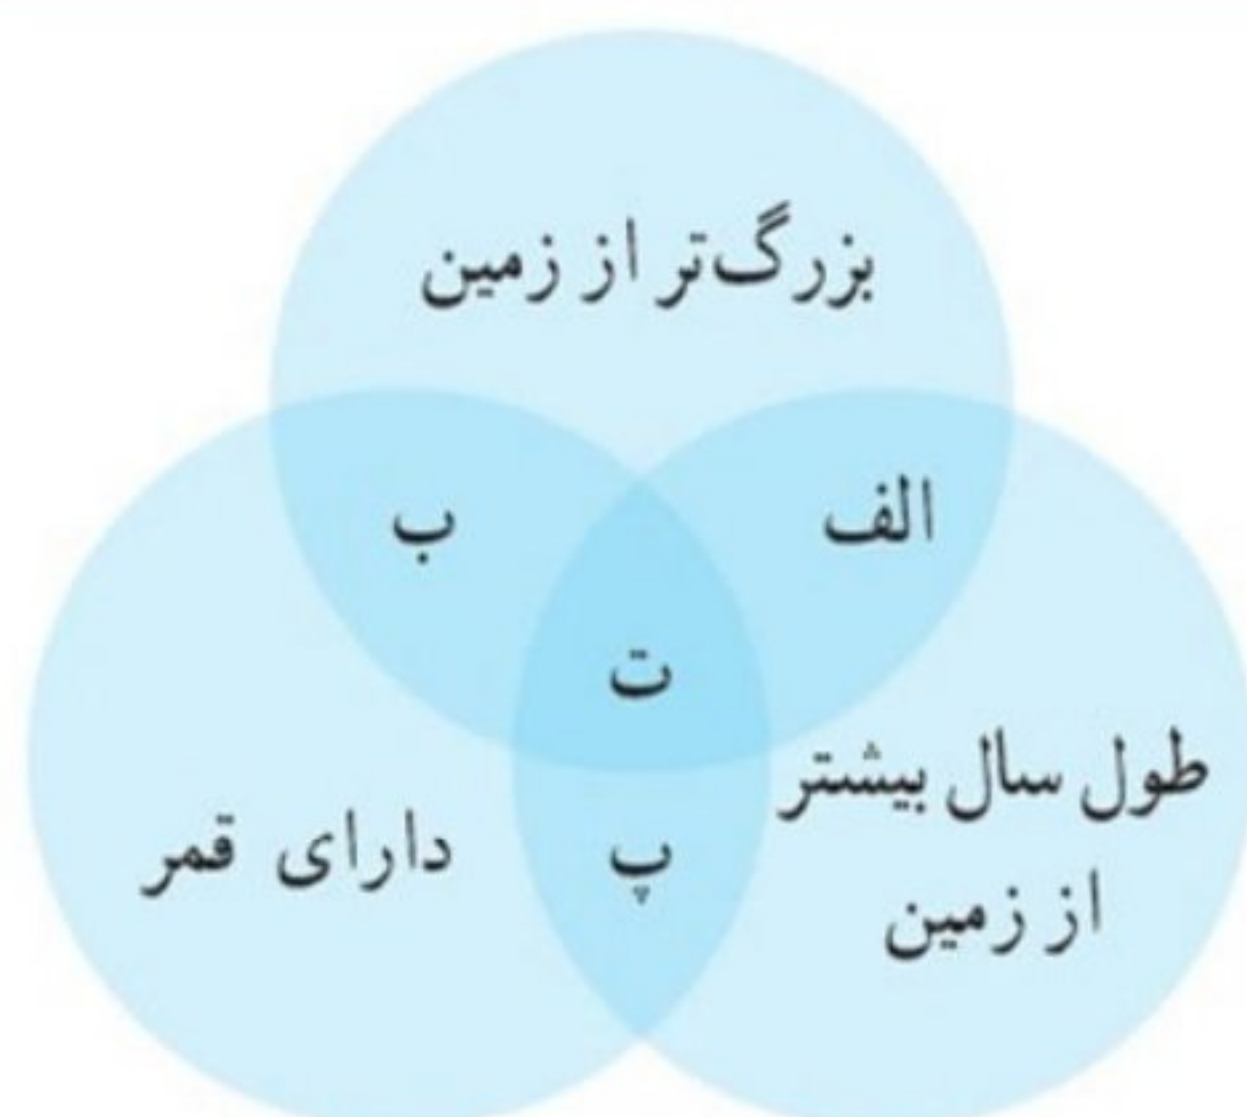 بزرگ‌تر از زمین
الف
ب
ت
طول سال بیشتر
از زمین
پ
دارای قمر